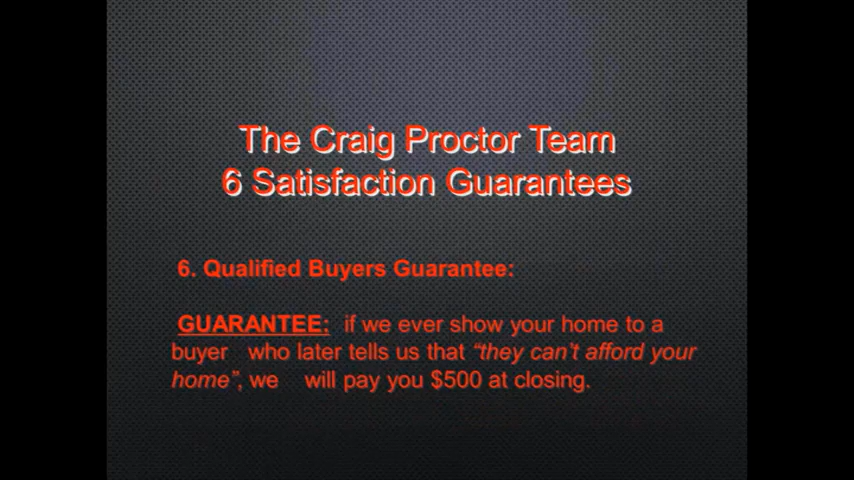 The Craig Proctor Team
6 Satisfaction Guarantees
6. Qualified Buyers Guarantee:
GUARANTEE: if we ever show your home to a
buyer who later tells us that “they can’t afford your
home”, we will pay you $500 at closing.